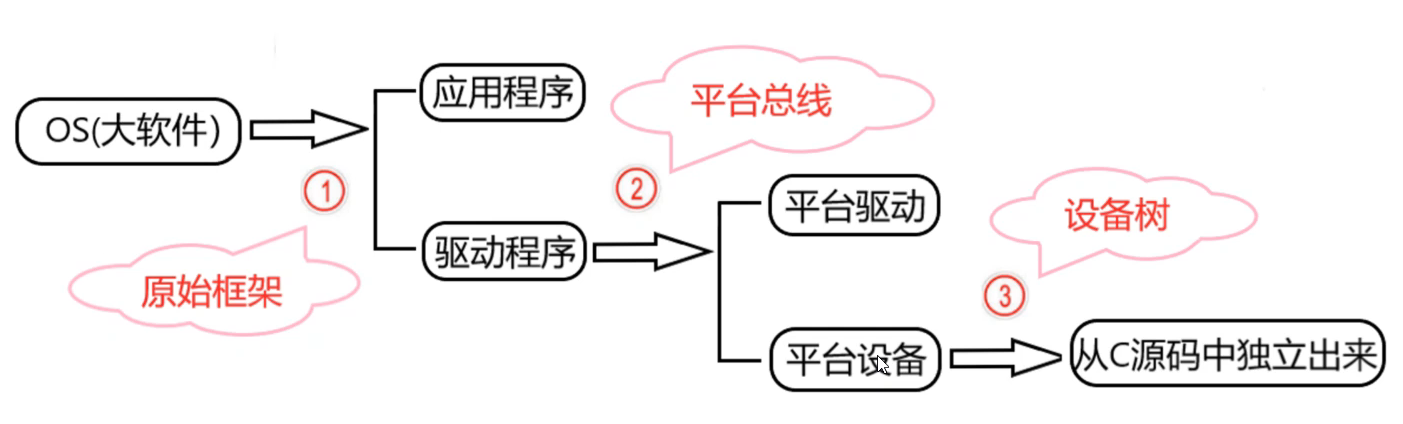 OS(大软件)
①
原始框架
应用程序
驱动程序
②
平台总线
平台驱动
平台设备
③
设备树
从C源码中独立出来